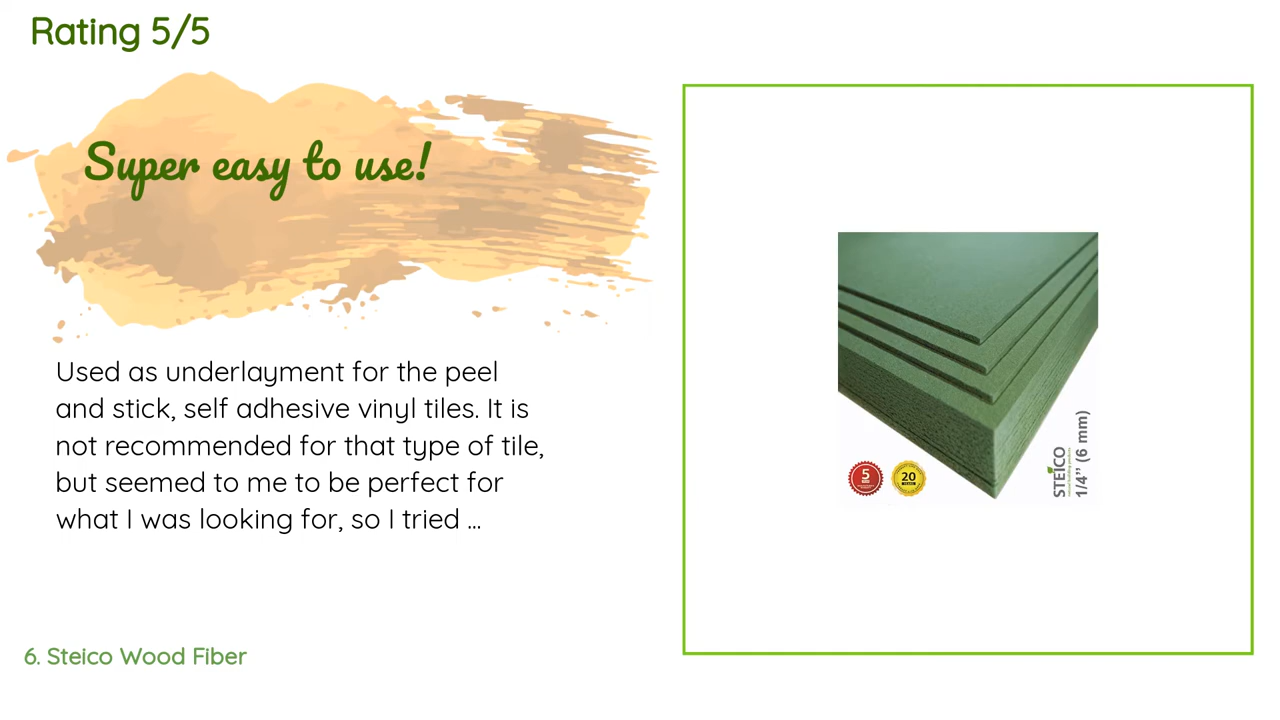 Rating 5/5
Super easy to use!
Used as underlayment for the peel
and stick, self adhesive vinyl tiles. It is
not recommended for that type of tile,
but seemed to me to be perfect for
what I was looking for, so I tried ...
5
20
STEICO
1/4” (6 mm)
6. Steico Wood Fiber